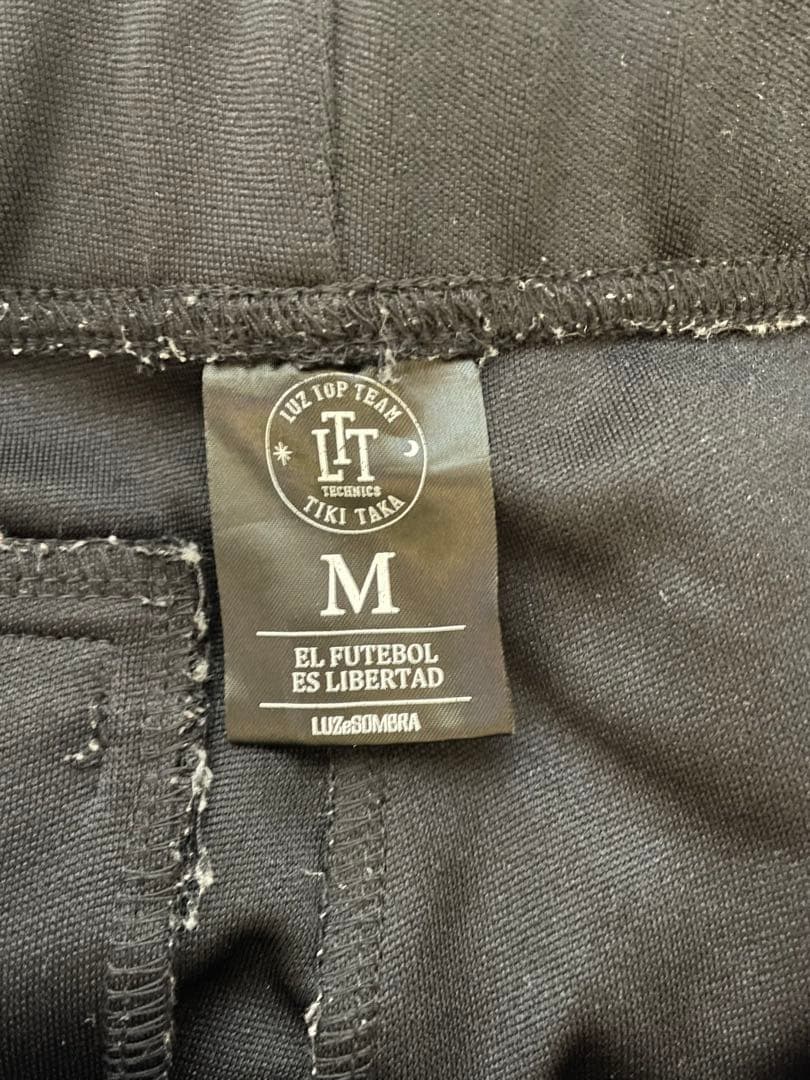 LUZ TOP TEAM
LTT
TECHNICS
TIKI TAKA
M
EL FUTEBOL
ES LIBERTAD
LUZeSOMBRA